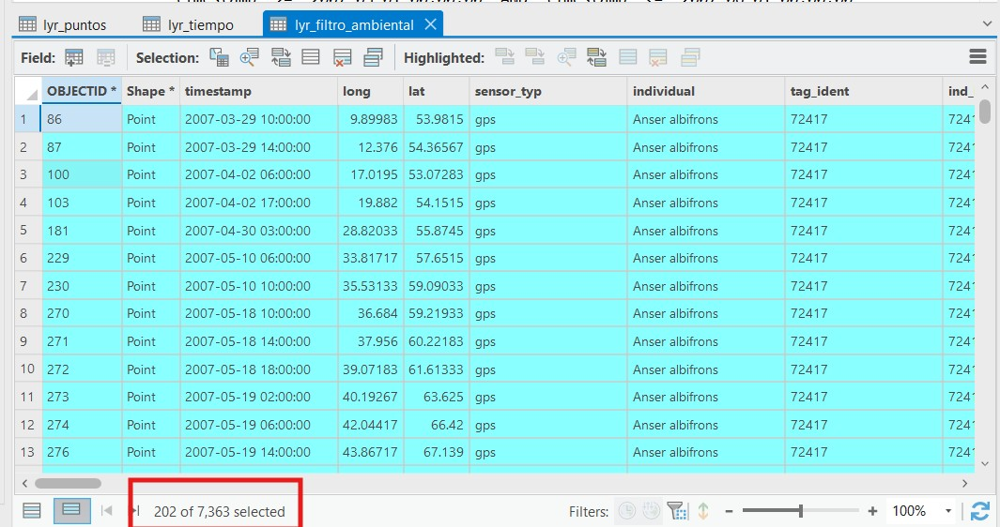 lyr_puntos lyr_tiempo lyr_filtro_ambiental
Field: Selection: Highlighted:
OBJECTID * Shape * timestamp long lat sensor_typ individual tag_ident ind_
1 86 Point 2007-03-29 10:00:00 9.89983 53.9815 gps Anser albifrons 72417 7241
2 87 Point 2007-03-29 14:00:00 12.376 54.36567 gps Anser albifrons 72417 7241
3 100 Point 2007-04-02 06:00:00 17.0195 53.07283 gps Anser albifrons 72417 7241
4 103 Point 2007-04-02 17:00:00 19.882 54.1515 gps Anser albifrons 72417 7241
5 181 Point 2007-04-30 03:00:00 28.82033 55.8745 gps Anser albifrons 72417 7241
6 229 Point 2007-05-10 06:00:00 33.81717 57.6515 gps Anser albifrons 72417 7241
7 230 Point 2007-05-10 10:00:00 35.53133 59.09033 gps Anser albifrons 72417 7241
8 270 Point 2007-05-18 10:00:00 36.684 59.21933 gps Anser albifrons 72417 7241
9 271 Point 2007-05-18 14:00:00 37.956 60.22183 gps Anser albifrons 72417 7241
10 272 Point 2007-05-18 18:00:00 39.07183 61.61333 gps Anser albifrons 72417 7241
11 273 Point 2007-05-19 02:00:00 40.19267 63.625 gps Anser albifrons 72417 7241
12 274 Point 2007-05-19 06:00:00 42.04417 66.42 gps Anser albifrons 72417 7241
13 276 Point 2007-05-19 14:00:00 43.86717 67.139 gps Anser albifrons 72417 7241
202 of 7,363 selected Filters: 100%